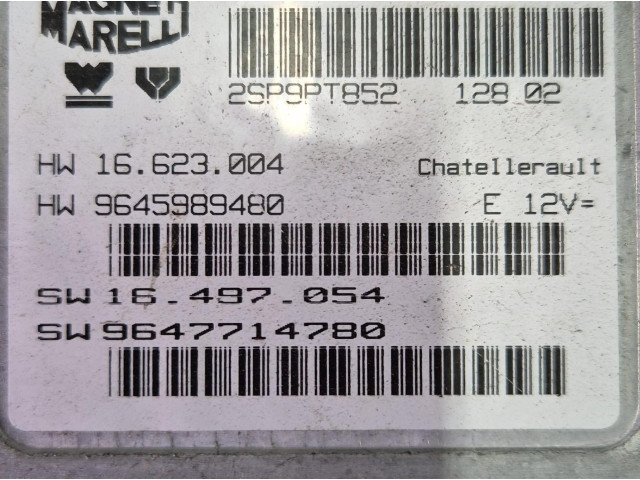 MAGNETI
MARELLI
2SP9PT852 128 02
HW 16.623.004 Chatellerault
HW 9645989480 E 12V=
SW 16.497.054
SW 9647714780